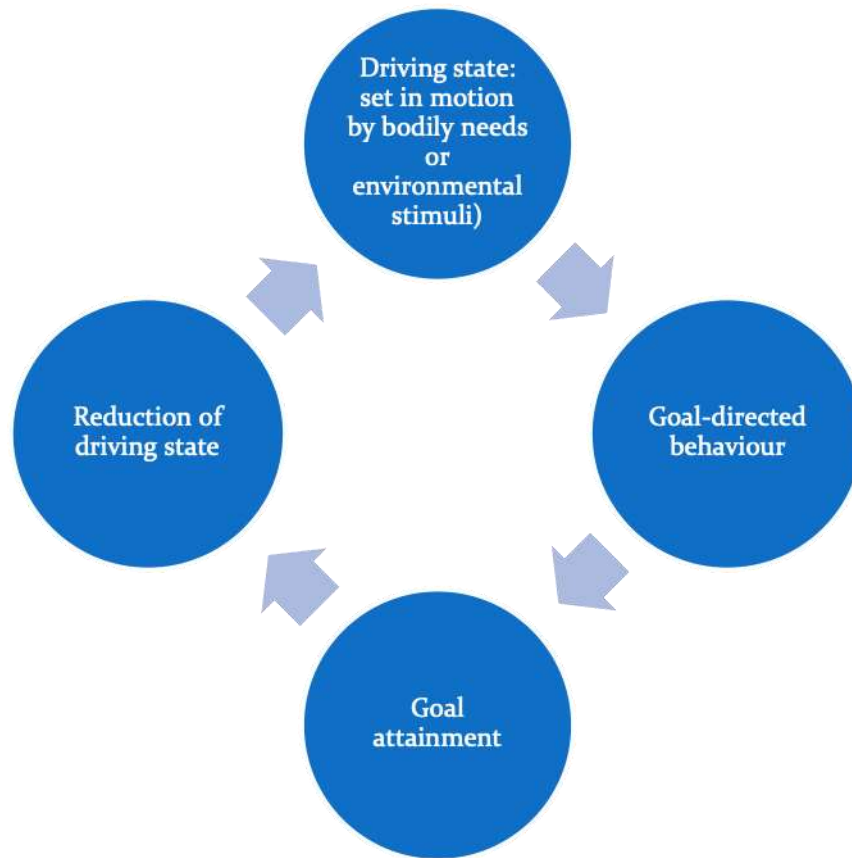 Driving state:
set in motion
by bodily needs
or
environmental
stimuli)
Goal-directed
behaviour
Goal
attainment
Reduction of
driving state